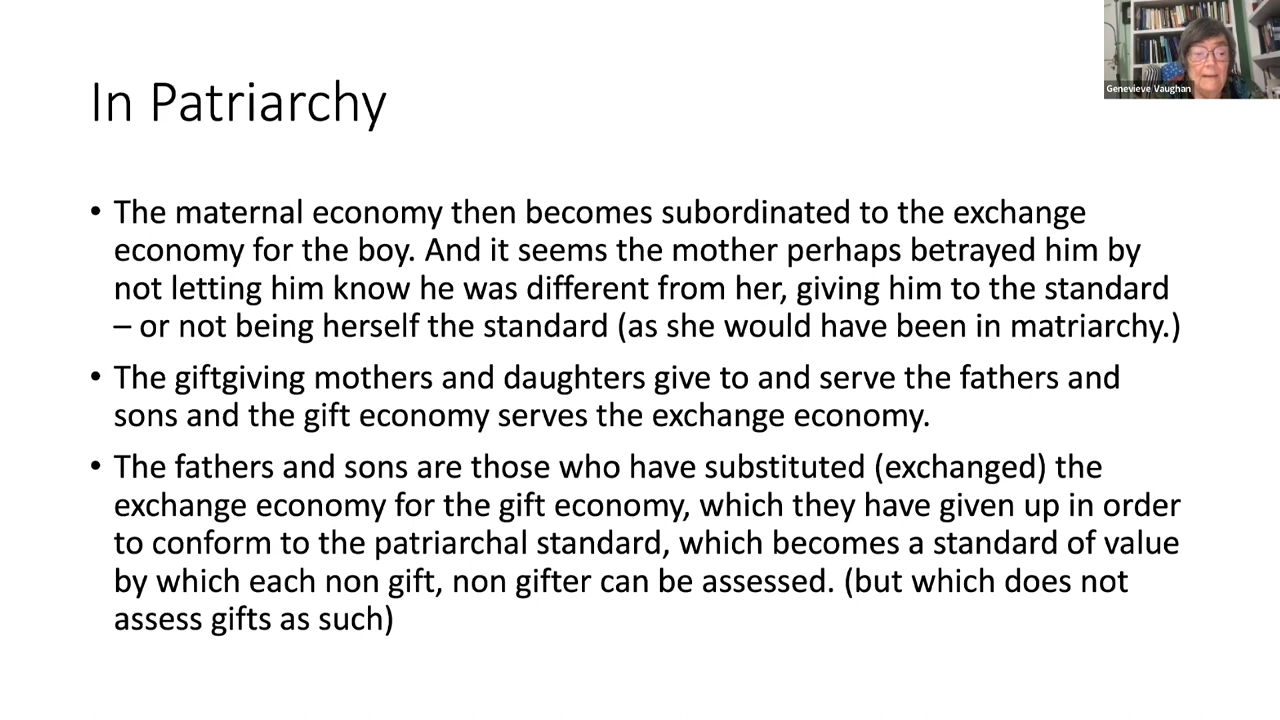 In Patriarchy
Genevieve Vaughan
• The maternal economy then becomes subordinated to the exchange
economy for the boy. And it seems the mother perhaps betrayed him by
not letting him know he was different from her, giving him to the standard
– or not being herself the standard (as she would have been in matriarchy.)
• The giftgiving mothers and daughters give to and serve the fathers and
sons and the gift economy serves the exchange economy.
• The fathers and sons are those who have substituted (exchanged) the
exchange economy for the gift economy, which they have given up in order
to conform to the patriarchal standard, which becomes a standard of value
by which each non gift, non gifter can be assessed. (but which does not
assess gifts as such)